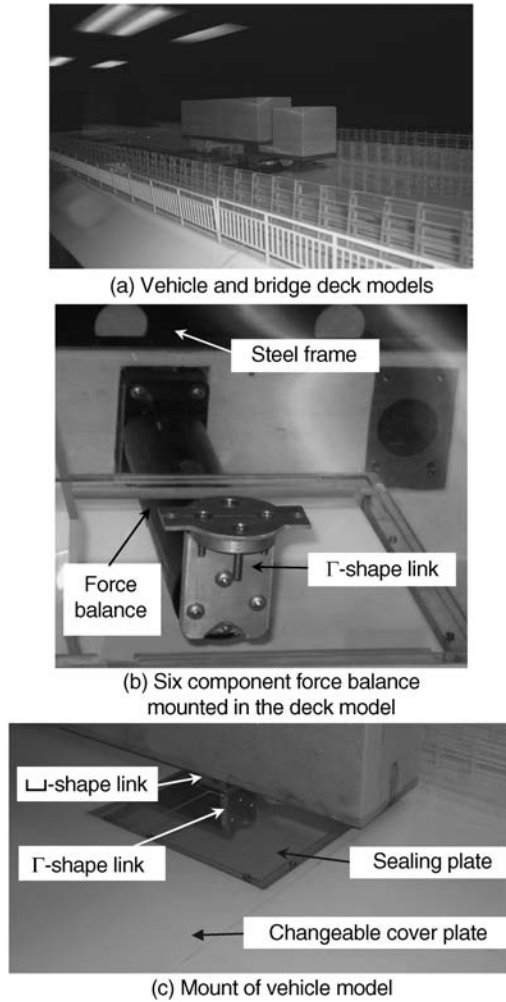 (a) Vehicle and bridge deck models
Steel frame
Force
balance
Γ-shape link
(b) Six component force balance
mounted in the deck model
⊔-shape link
Γ-shape link
Sealing plate
Changeable cover plate
(c) Mount of vehicle model